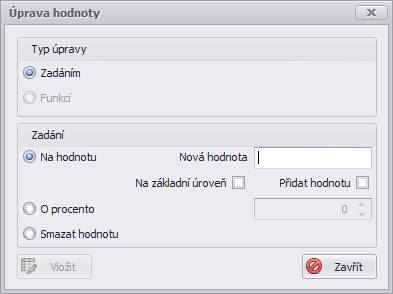 Úprava hodnoty
Typ úpravy
Zadáním
Funkcí
Zadání
Na hodnotu Nová hodnota
Na základní úroveň Přidat hodnotu
O procento 0
Smazat hodnotu
Vložit Zavřít